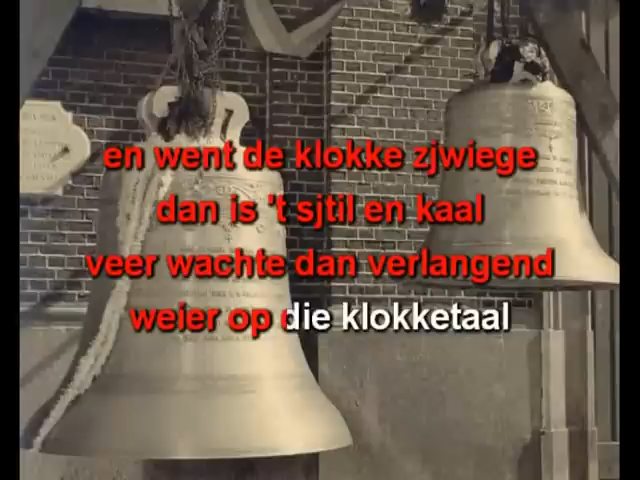 en went de klokke zjwiege
dan is 't sjtil en kaal
veer wachte dan verlangend
weier op die klokketaal